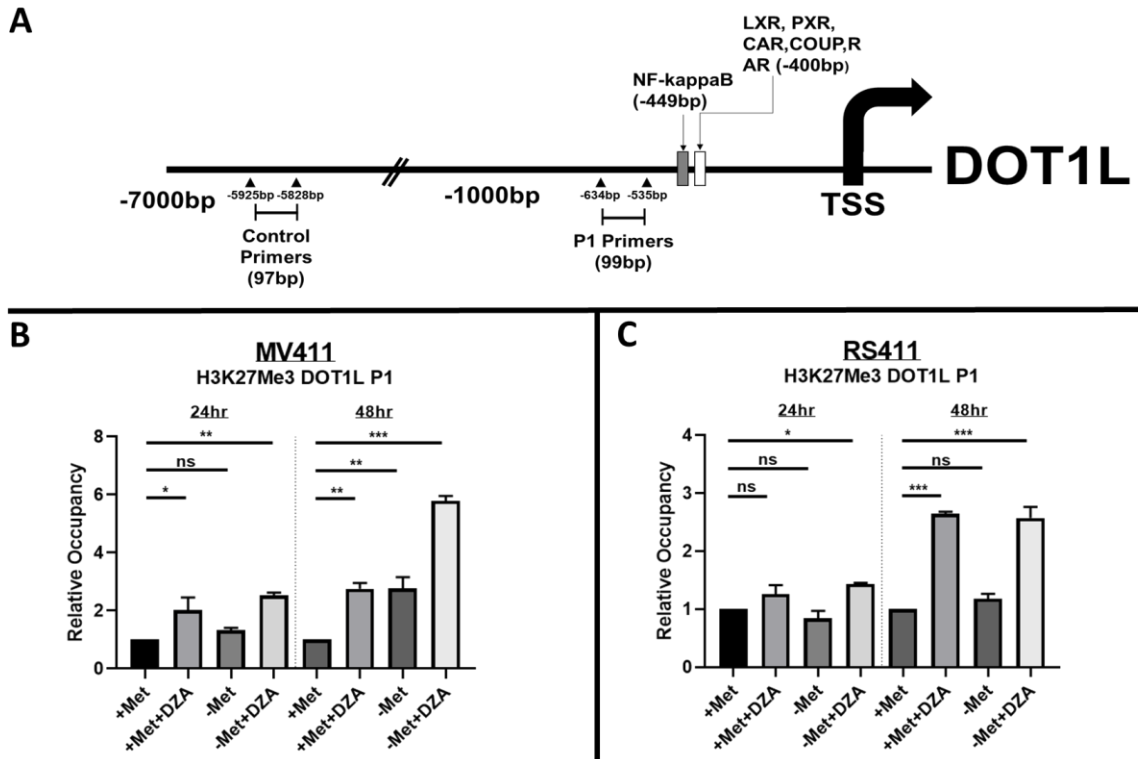 A
LXR, PXR,
CAR,COUP,R
AR (-400bp)
NF-kappaB
(-449bp)
DOT1L
-7000bp
-5925bp -5828bp
-1000bp
-634bp -535bp
TSS
Control
Primers
(97bp)
P1 Primers
(99bp)
B
MV411
H3K27Me3 DOT1L P1
24hr 48hr
** ***
ns **
* **
Relative Occupancy
8
6
4
2
0
+Met +Met+DZA -Met -Met+DZA +Met +Met+DZA -Met -Met+DZA
C
RS411
H3K27Me3 DOT1L P1
24hr 48hr
* ***
ns ns
ns ***
Relative Occupancy
4
3
2
1
0
+Met +Met+DZA -Met -Met+DZA +Met +Met+DZA -Met -Met+DZA